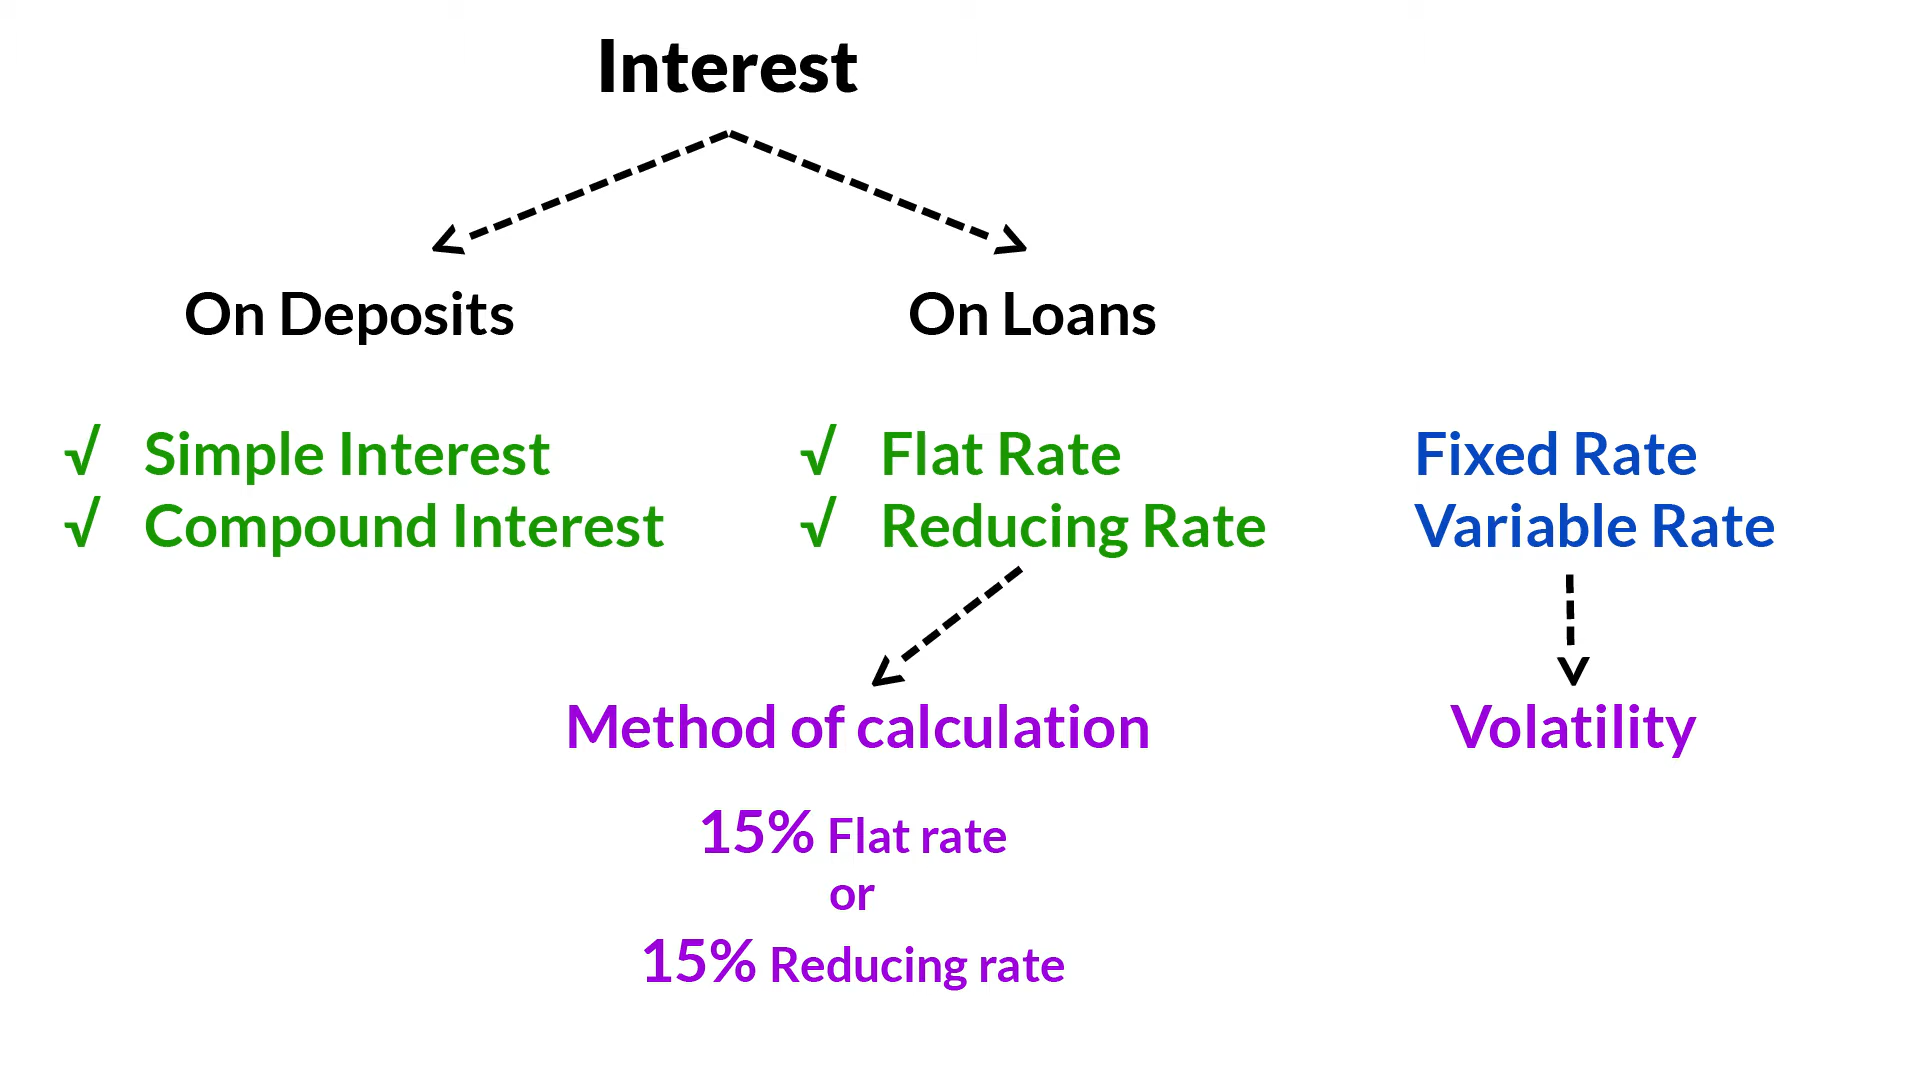 Interest
On Deposits
On Loans
√ Simple Interest
√ Compound Interest
√ Flat Rate
√ Reducing Rate
Fixed Rate
Variable Rate
Method of calculation
15% Flat rate
or
15% Reducing rate
Volatility